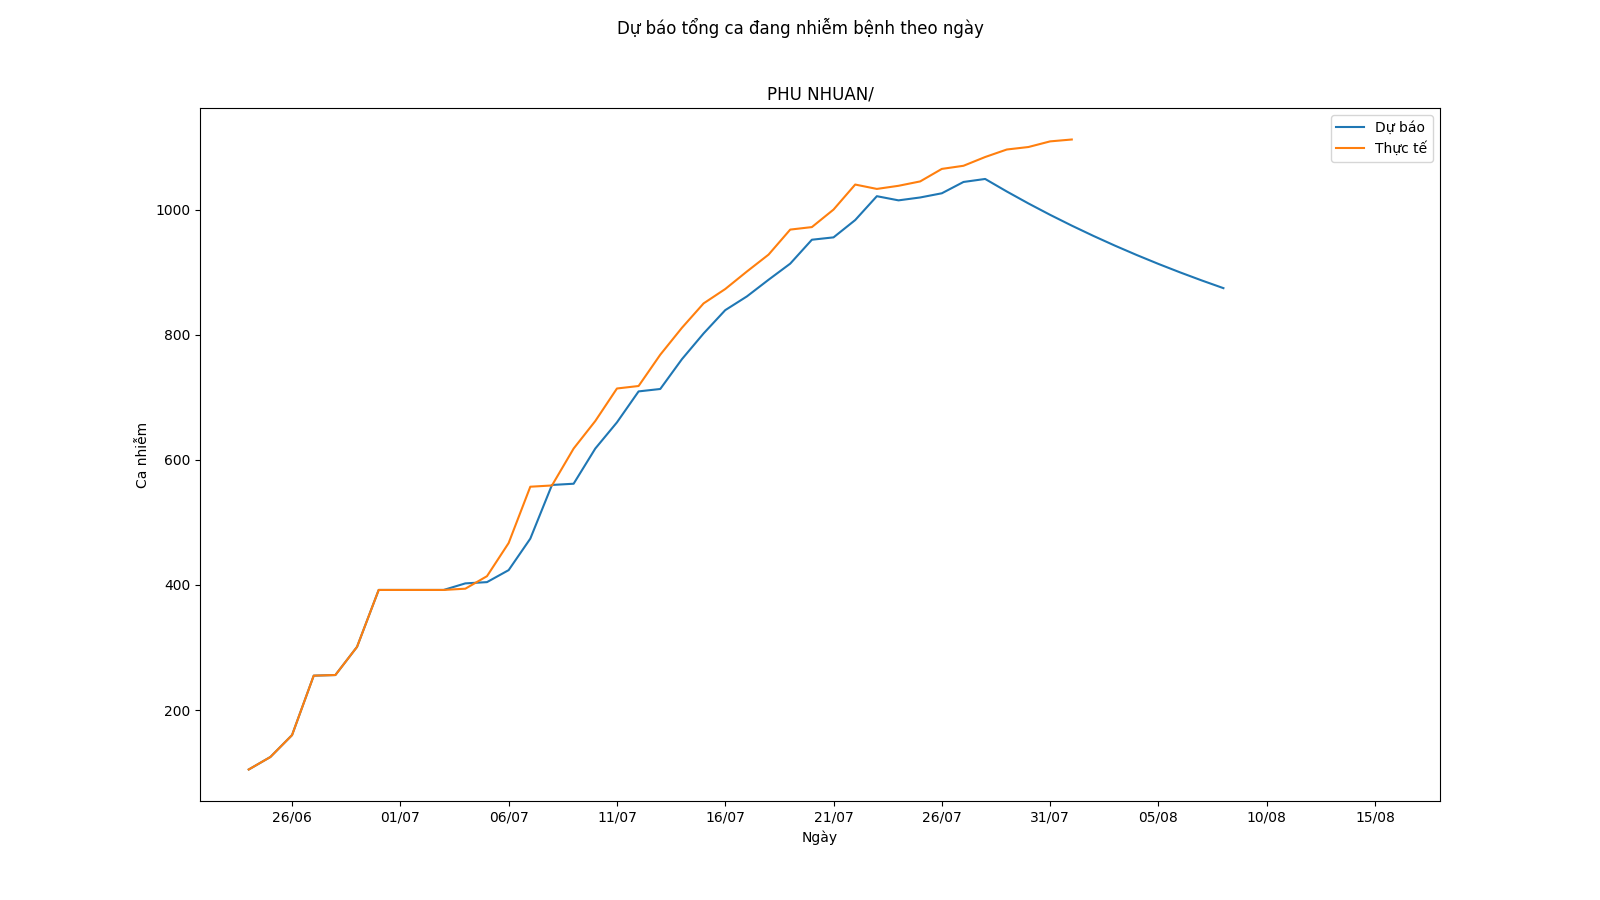 Dự báo tổng ca đang nhiễm bệnh theo ngày
PHU NHUAN/
Dự báo
Thực tế
1000
800
600
400
200
Ca nhiễm
26/06 01/07 06/07 11/07 16/07 21/07 26/07 31/07 05/08 10/08 15/08
Ngày